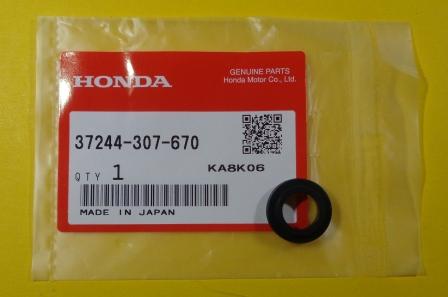 HONDA
GENUINE PARTS
Honda Motor Co., Ltd.
37244-307-670
QTY 1
KA8K06
MADE IN JAPAN